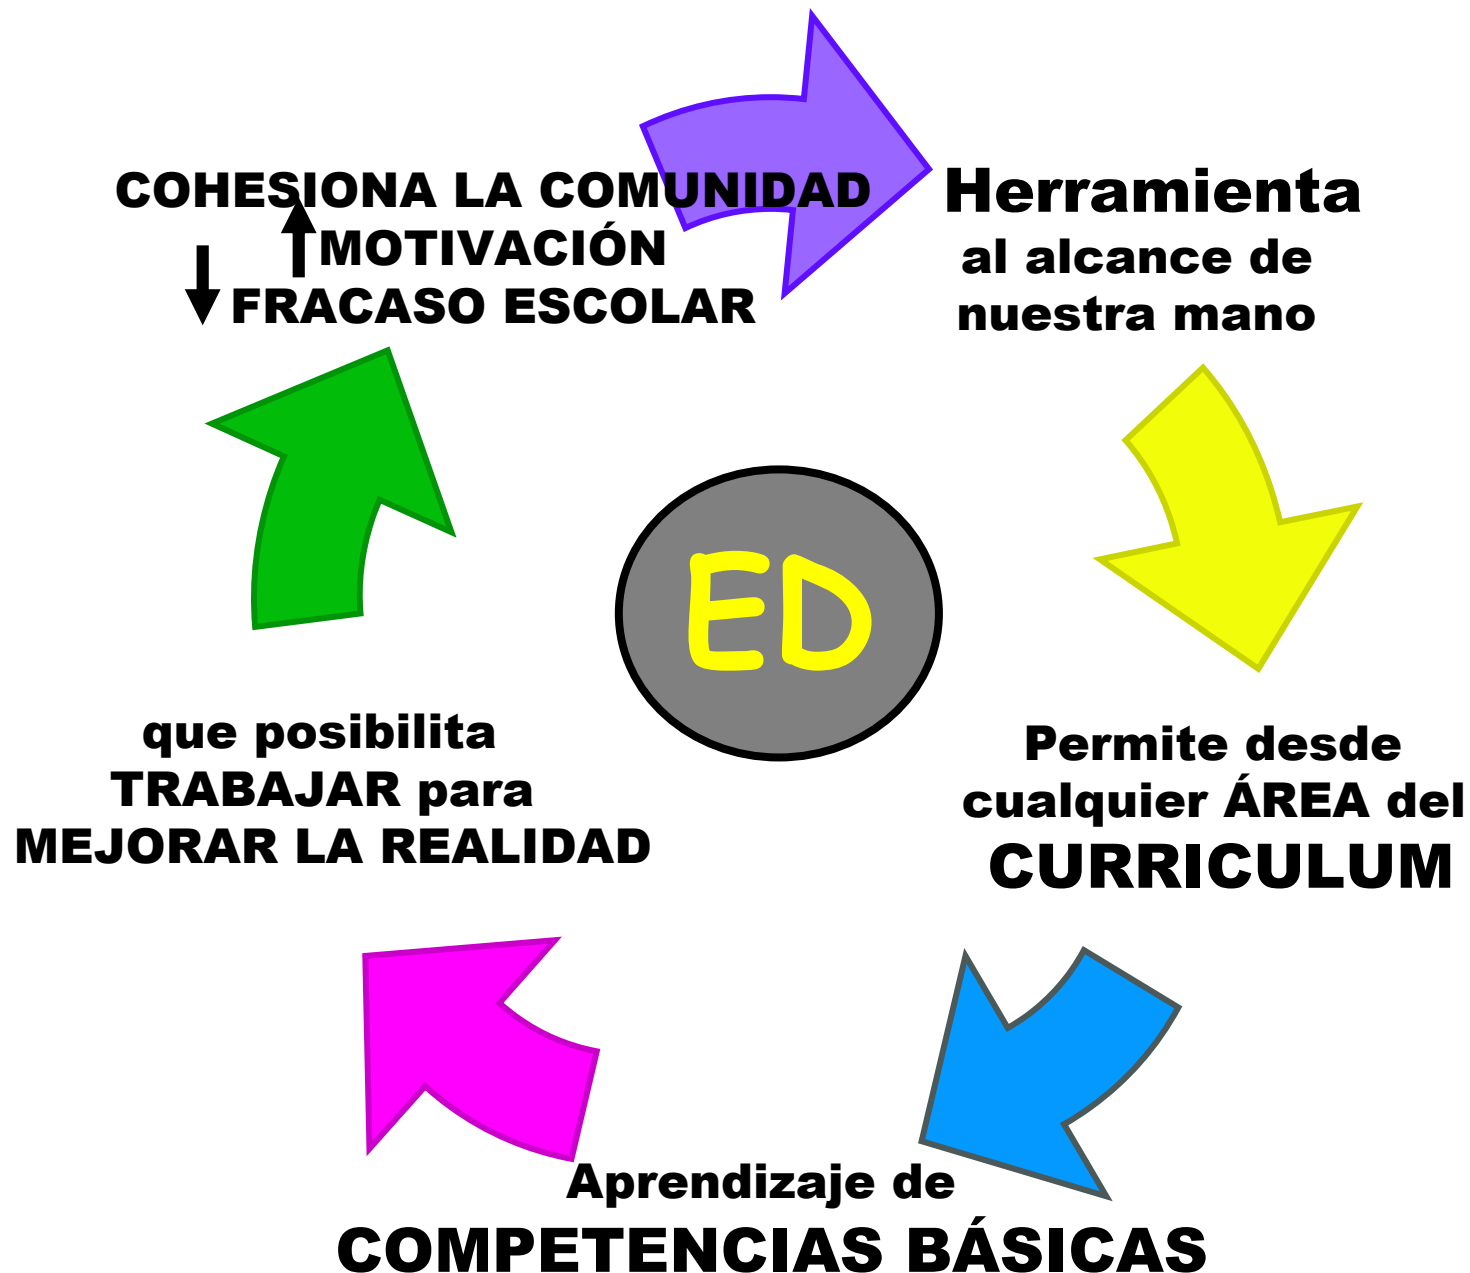 COHESIONA LA COMUNIDAD
MOTIVACIÓN
FRACASO ESCOLAR
Herramienta
al alcance de
nuestra mano
ED
que posibilita
TRABAJAR para
MEJORAR LA REALIDAD
Permite desde
cualquier ÁREA del
CURRICULUM
Aprendizaje de
COMPETENCIAS BÁSICAS